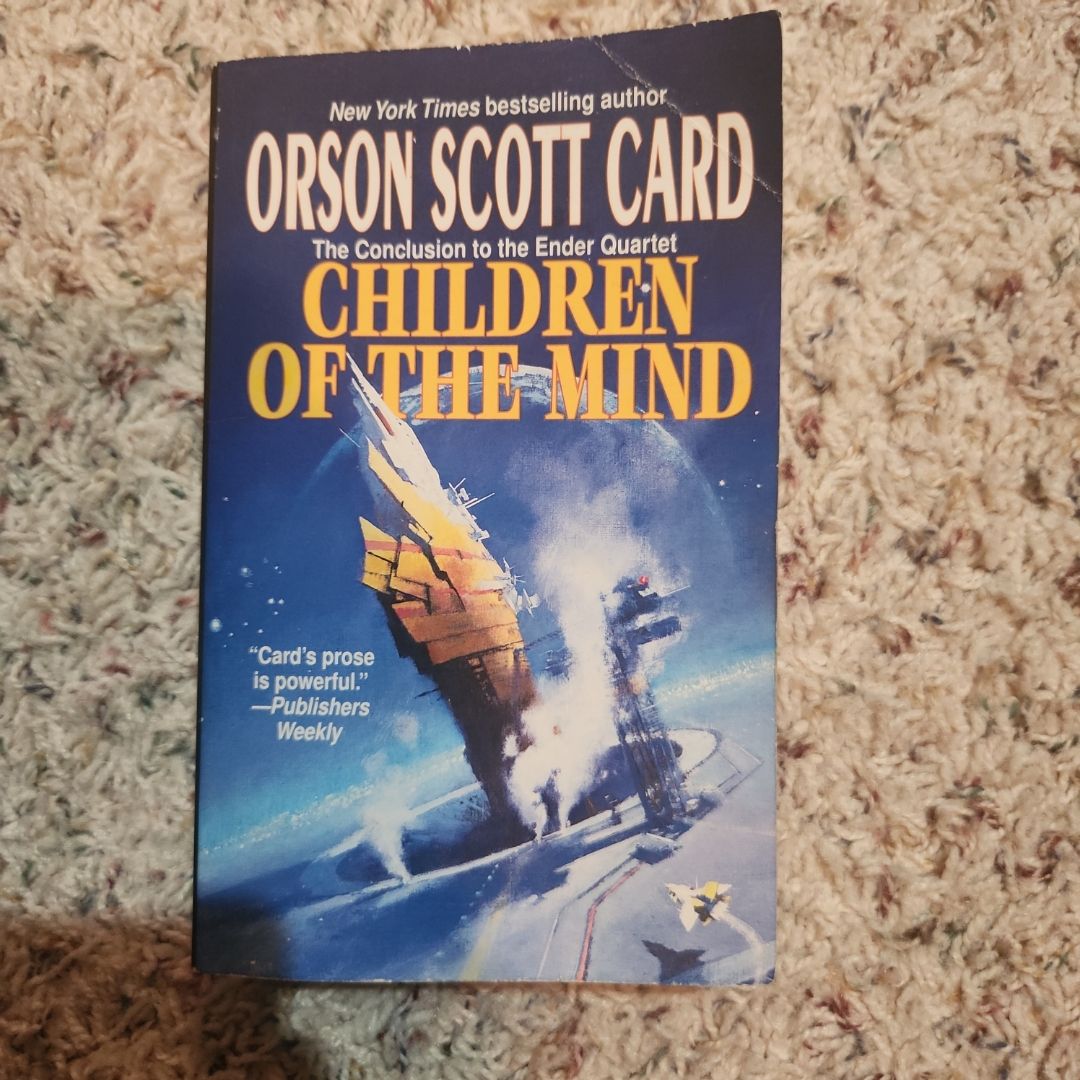 New York Times bestselling author
ORSON SCOTT CARD
The Conclusion to the Ender Quartet
CHILDREN
OF THE MIND
“Card’s prose
is powerful.”
—Publishers
Weekly